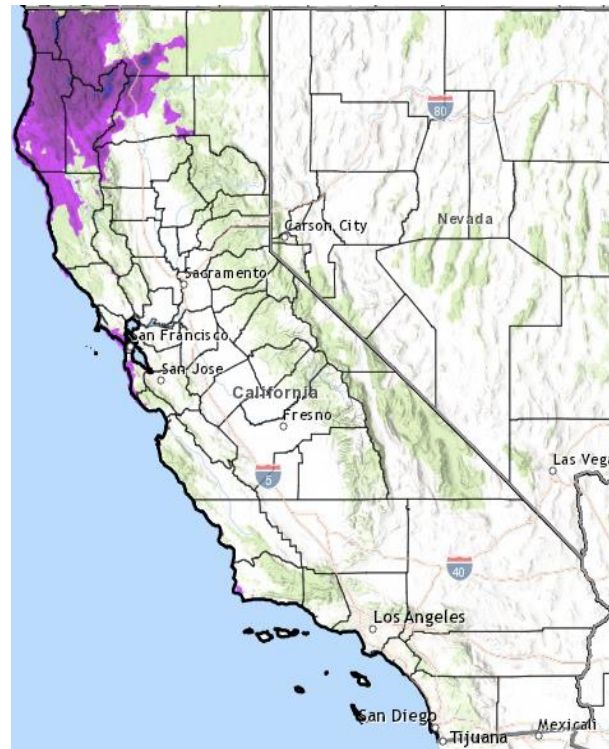 80
Carson City
Nevada
Sacramento
San Francisco
San Jose
California
Fresno
Las Vega
5
40
Los Angeles
San Diego
Tijuana
Mexicali